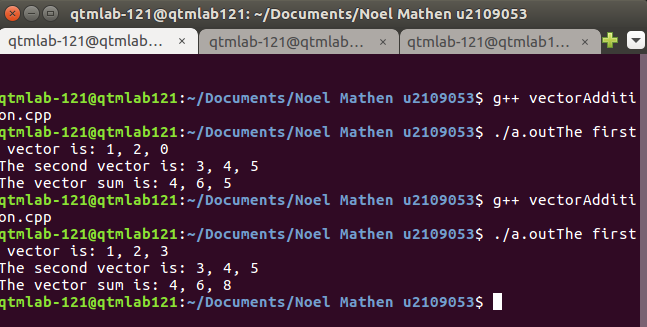 qtmlab-121@qtmlab121: ~/Documents/Noel Mathen u2109053
qtmlab-121@qtmlab... × qtmlab-121@qtmlab... × qtmlab-121@qtmlab1... ×
qtmlab-121@qtmlab121:~/Documents/Noel Mathen u2109053$ g++ vectorAdditi
on.cpp
qtmlab-121@qtmlab121:~/Documents/Noel Mathen u2109053$ ./a.outThe first
 vector is: 1, 2, 0
The second vector is: 3, 4, 5
The vector sum is: 4, 6, 5
qtmlab-121@qtmlab121:~/Documents/Noel Mathen u2109053$ g++ vectorAdditi
on.cpp
qtmlab-121@qtmlab121:~/Documents/Noel Mathen u2109053$ ./a.outThe first
 vector is: 1, 2, 3
The second vector is: 3, 4, 5
The vector sum is: 4, 6, 8
qtmlab-121@qtmlab121:~/Documents/Noel Mathen u2109053$